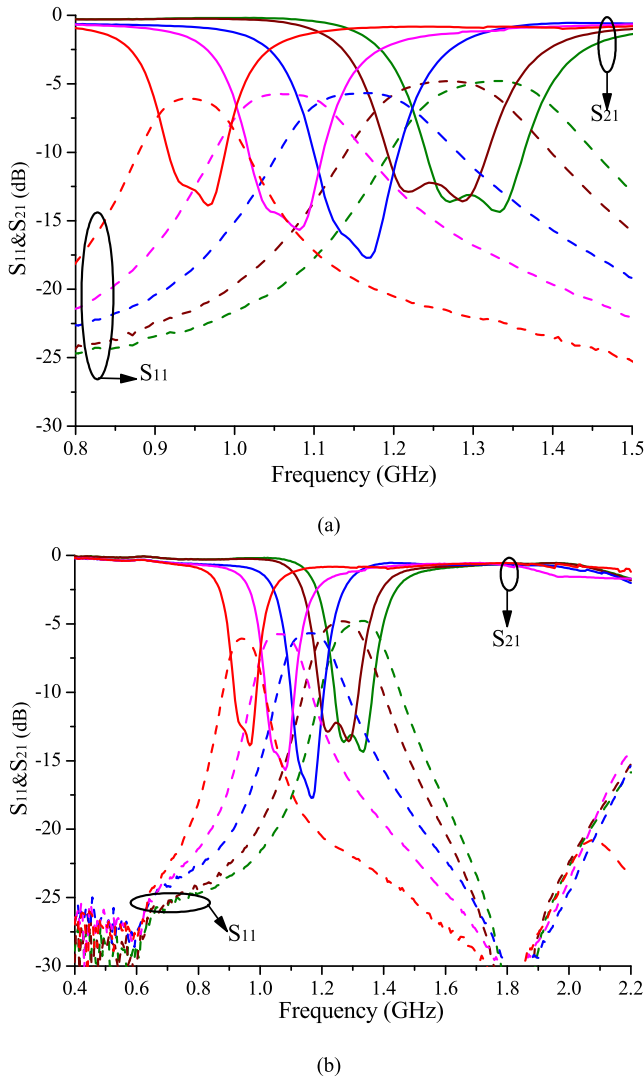 0
-5
-10
-15
-20
-25
-30
S11&S21 (dB)
S21
S11
0.8 0.9 1.0 1.1 1.2 1.3 1.4 1.5
Frequency (GHz)
(a)
0
-5
-10
-15
-20
-25
-30
S11&S21 (dB)
S21
S11
0.4 0.6 0.8 1.0 1.2 1.4 1.6 1.8 2.0 2.2
Frequency (GHz)
(b)